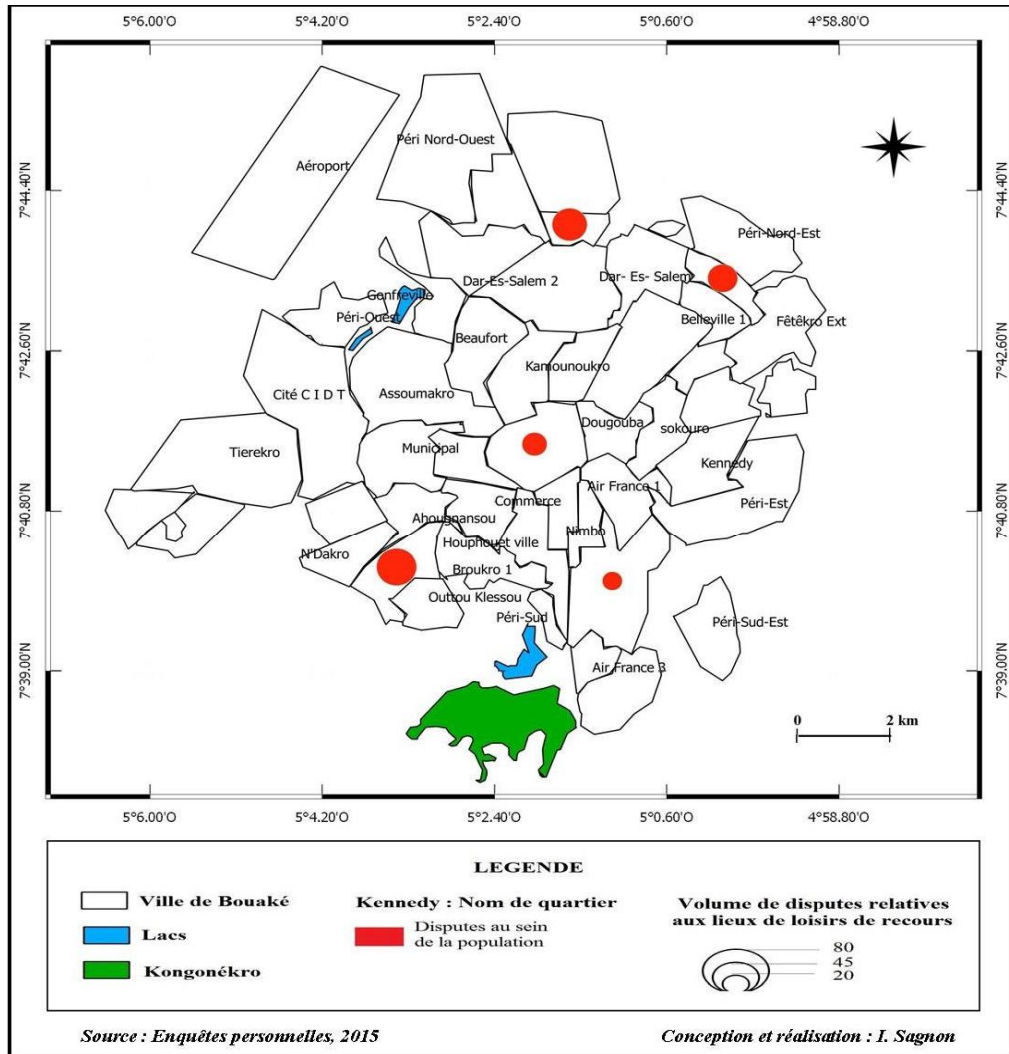 5°6.00'O 5°4.20'O 5°2.40'O 5°0.60'O 4°58.80'O
7°44.40'N 7°44.40'N
7°42.60'N 7°42.60'N
7°40.80'N 7°40.80'N
7°39.00'N 7°39.00'N
Péri Nord-Ouest
Aéroport
Péri-Nord-Est
Dar-Es-Salem 2
Dar- Es- Salem
Gonfreville
Péri-Ouest
Belleville 1
Fêtêkro Ext
Beaufort
Kamounoukro
Cité C I D T
Assoumakro
Dougouba
sokouro
Tierekro
Municipal
Kennedy
Air France 1
Commerce
Péri-Est
Ahougnansou
Nimbo
Houphouët ville
N'Dakro
Broukro 1
Outtou Klessou
Péri-Sud
Péri-Sud-Est
Air France 3
0 2 km
5°6.00'O 5°4.20'O 5°2.40'O 5°0.60'O 4°58.80'O
LEGENDE
Ville de Bouaké
Lacs
Kongonékro
Kennedy : Nom de quartier
Disputes au sein
de la population
Volume de disputes relatives
aux lieux de loisirs de recours
80
45
20
Source : Enquêtes personnelles, 2015
Conception et réalisation : I. Sagnon